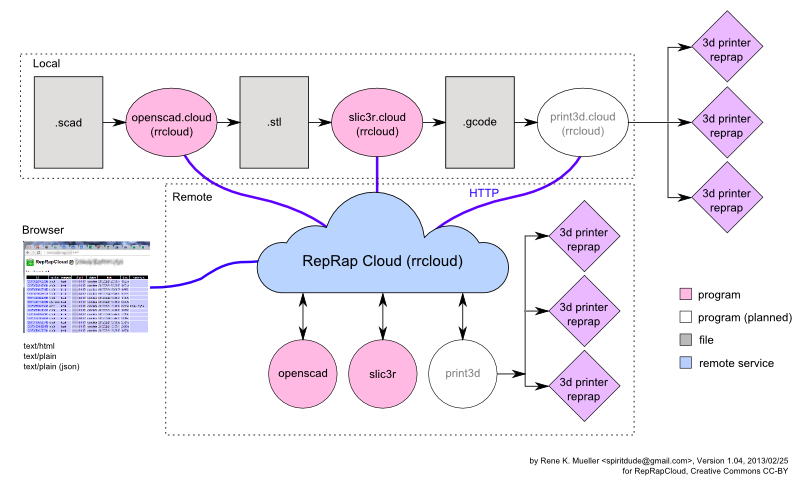 3d printer
reprap
Local
.scad
openscad.cloud
(rrcloud)
.stl
slic3r.cloud
(rrcloud)
.gcode
print3d.cloud
(rrcloud)
3d printer
reprap
3d printer
reprap
Remote
HTTP
Browser
RepRapCloud @
RepRap Cloud (rrcloud)
3d printer
reprap
3d printer
reprap
3d printer
reprap
openscad
slic3r
print3d
text/html
text/plain
text/plain (json)
program
program (planned)
file
remote service
by Rene K. Mueller <spiritdude@gmail.com>, Version 1.04, 2013/02/25
for RepRapCloud, Creative Commons CC-BY